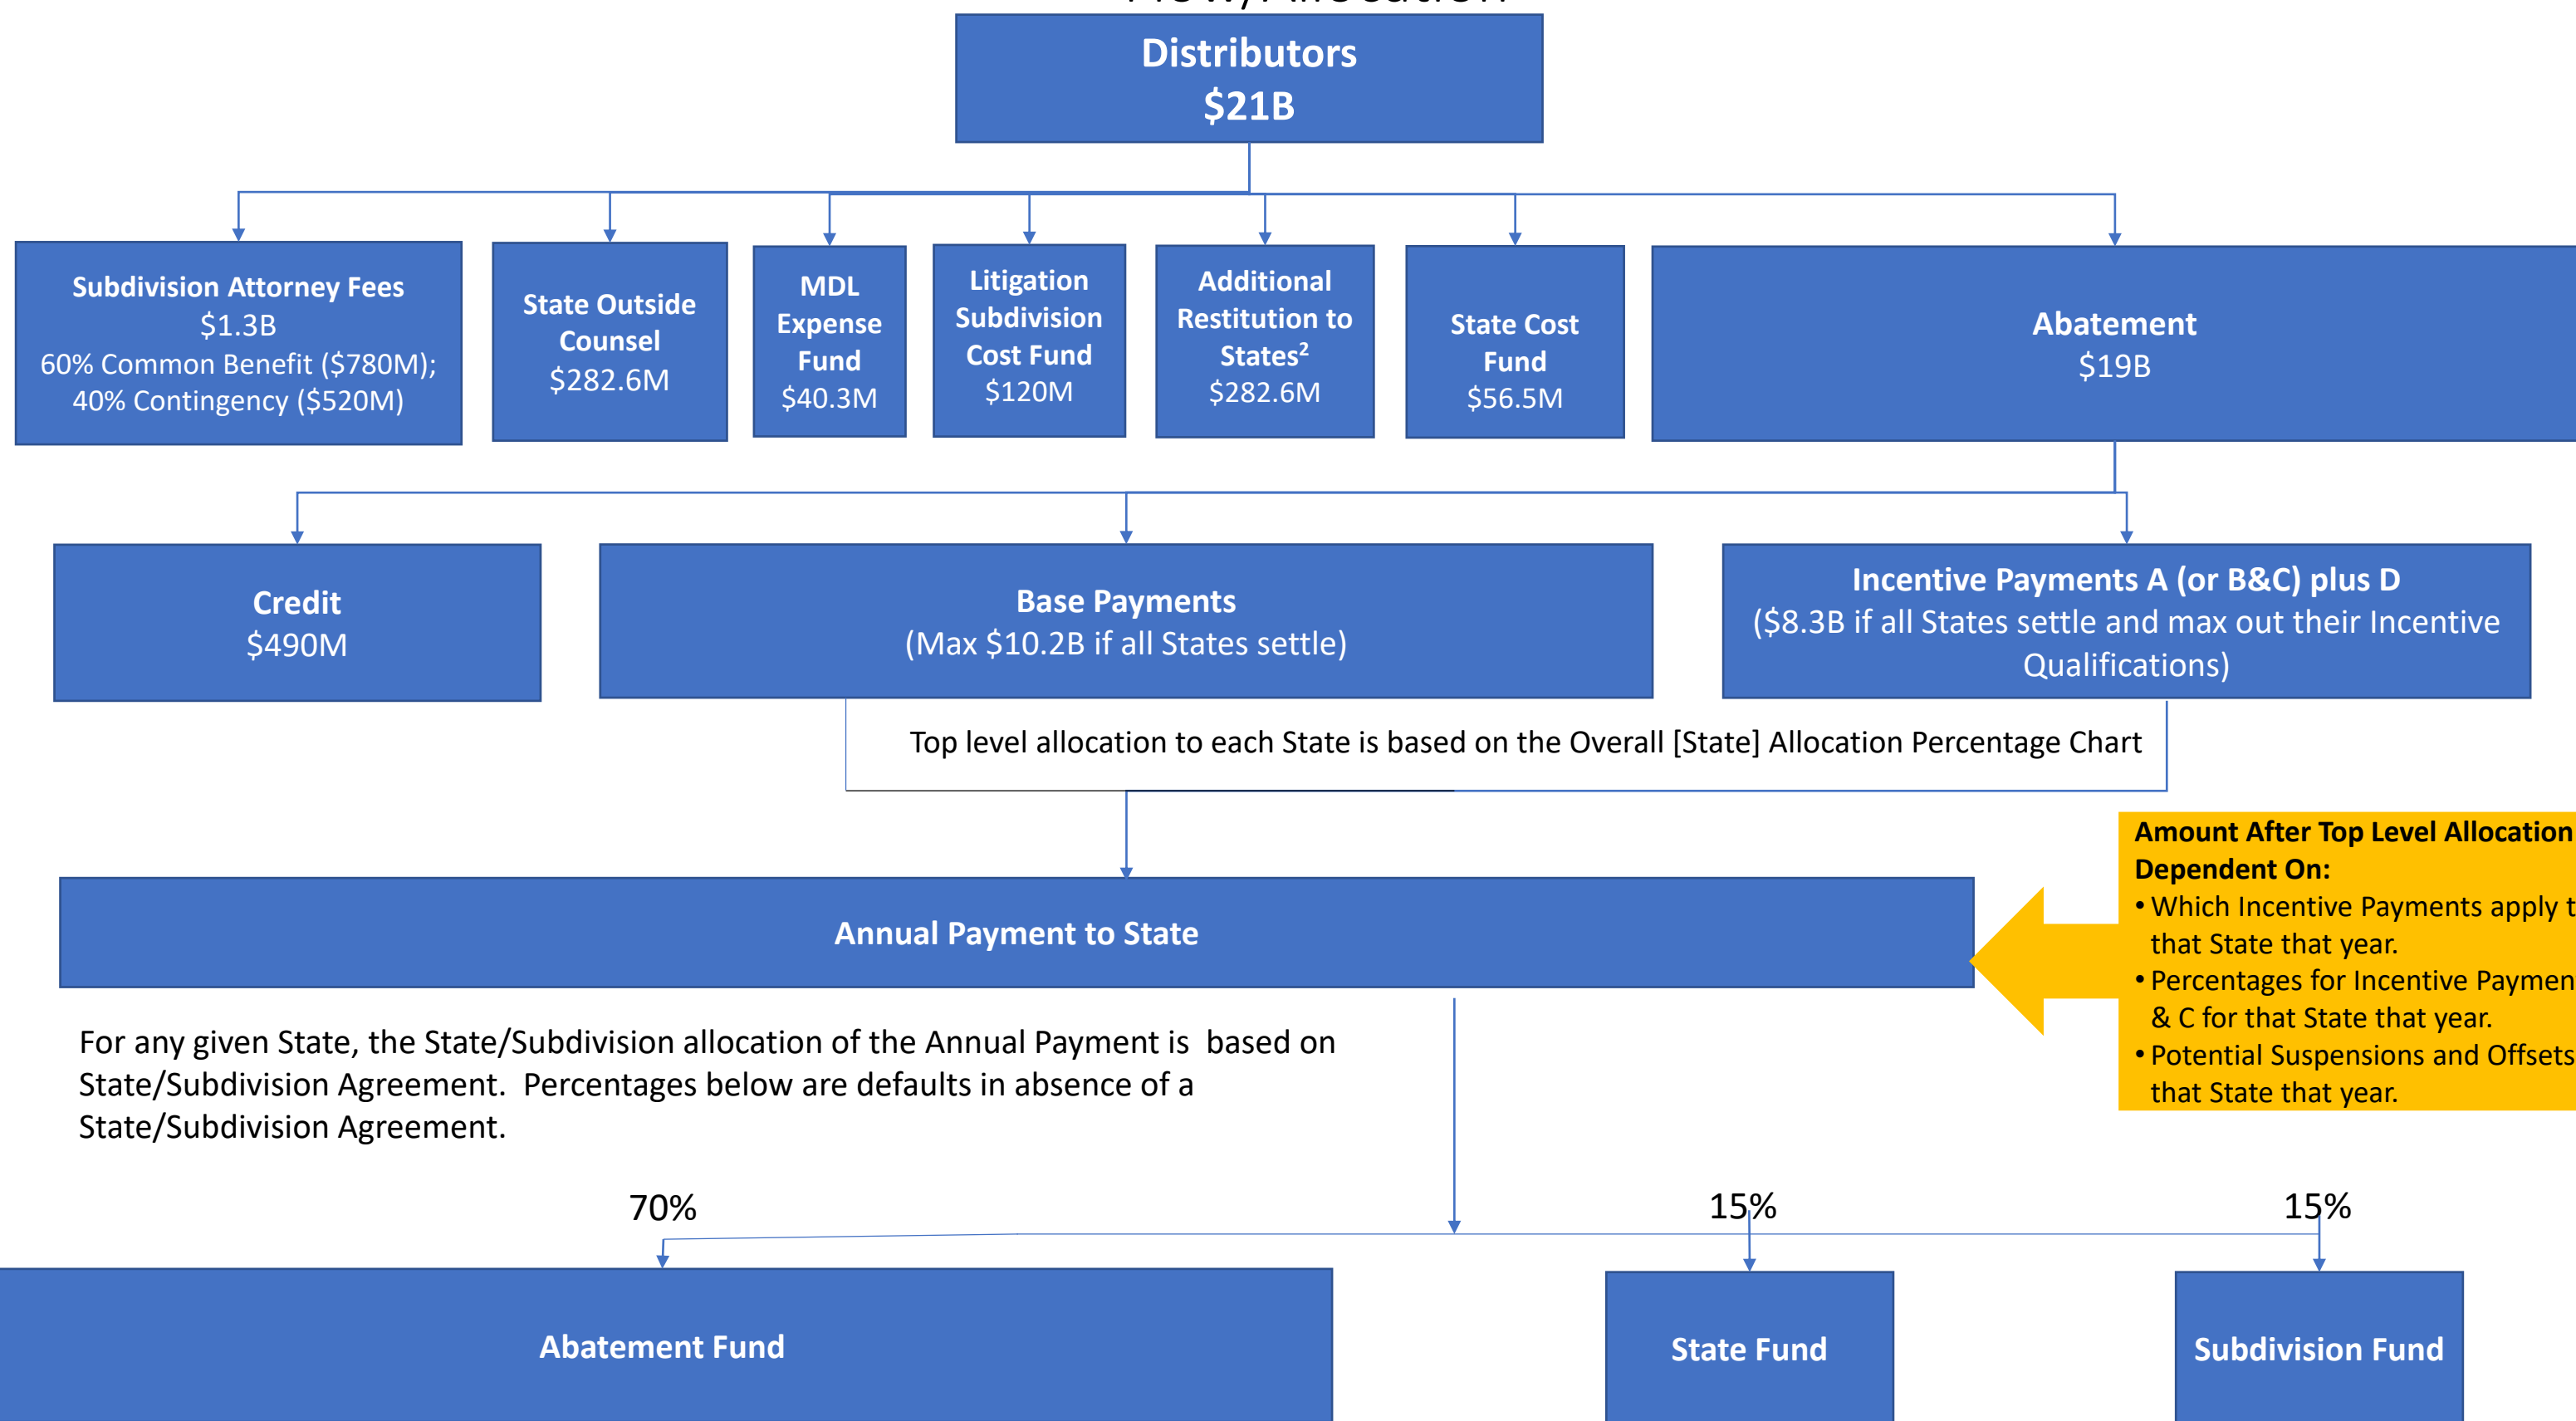 Flow/Allocation
Distributors
$21B
Subdivision Attorney Fees
$1.3B
60% Common Benefit ($780M);
40% Contingency ($520M)
State Outside
Counsel
$282.6M
MDL
Expense
Fund
$40.3M
Litigation
Subdivision
Cost Fund
$120M
Additional
Restitution to
States²
$282.6M
State Cost
Fund
$56.5M
Abatement
$19B
Credit
$490M
Base Payments
(Max $10.2B if all States settle)
Incentive Payments A (or B&C) plus D
($8.3B if all States settle and max out their Incentive
Qualifications)
Top level allocation to each State is based on the Overall [State] Allocation Percentage Chart
Annual Payment to State
Amount After Top Level Allocation
Dependent On:
• Which Incentive Payments apply t
that State that year.
• Percentages for Incentive Paymen
& C for that State that year.
• Potential Suspensions and Offsets
that State that year.
For any given State, the State/Subdivision allocation of the Annual Payment is based on
State/Subdivision Agreement. Percentages below are defaults in absence of a
State/Subdivision Agreement.
70%
15%
15%
Abatement Fund
State Fund
Subdivision Fund